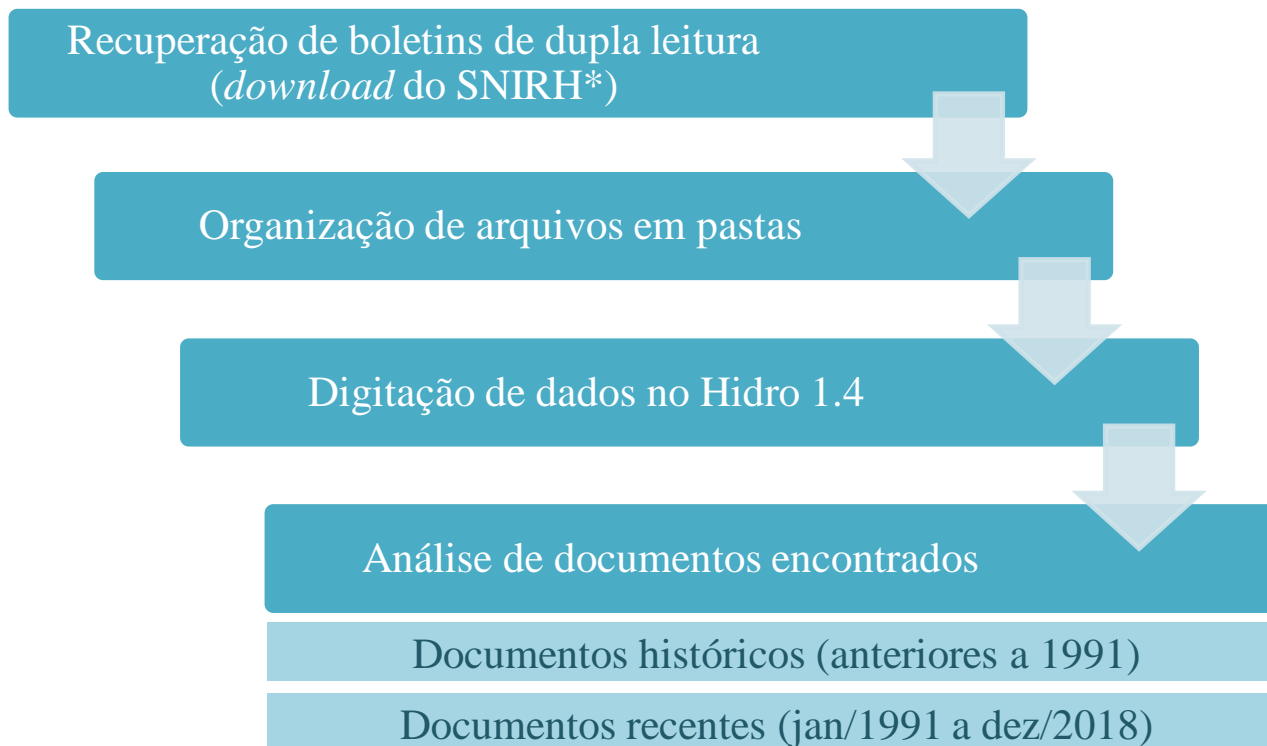 Recuperação de boletins de dupla leitura
(download do SNIRH*)
Organização de arquivos em pastas
Digitação de dados no Hidro 1.4
Análise de documentos encontrados
Documentos históricos (anteriores a 1991)
Documentos recentes (jan/1991 a dez/2018)